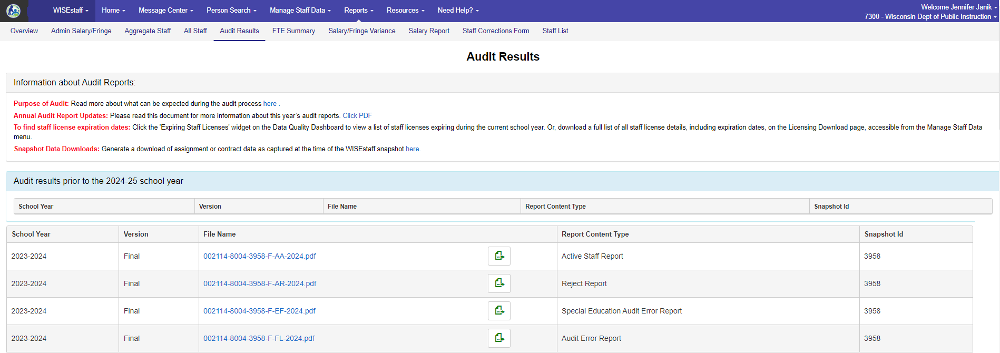 WISEstaff Home Message Center Person Search Manage Staff Data Reports Resources Need Help? Welcome Jennifer Janik
7300 - Wisconsin Dept of Public Instruction
Overview Admin Salary/Fringe Aggregate Staff All Staff Audit Results FTE Summary Salary/Fringe Variance Salary Report Staff Corrections Form Staff List
Audit Results
Information about Audit Reports:
Purpose of Audit: Read more about what can be expected during the audit process here .
Annual Audit Report Updates: Please read this document for more information about this year’s audit reports. Click PDF
To find staff license expiration dates: Click the 'Expiring Staff Licenses' widget on the Data Quality Dashboard to view a list of staff licenses expiring during the current school year. Or, download a full list of all staff license details, including expiration dates, on the Licensing Download page, accessible from the Manage Staff Data
menu.
Snapshot Data Downloads: Generate a download of assignment or contract data as captured at the time of the WISEstaff snapshot here.
Audit results prior to the 2024-25 school year
School Year Version File Name Report Content Type Snapshot Id
School Year Version File Name Report Content Type Snapshot Id
2023-2024 Final 002114-8004-3958-F-AA-2024.pdf Active Staff Report 3958
2023-2024 Final 002114-8004-3958-F-AR-2024.pdf Reject Report 3958
2023-2024 Final 002114-8004-3958-F-EF-2024.pdf Special Education Audit Error Report 3958
2023-2024 Final 002114-8004-3958-F-FL-2024.pdf Audit Error Report 3958